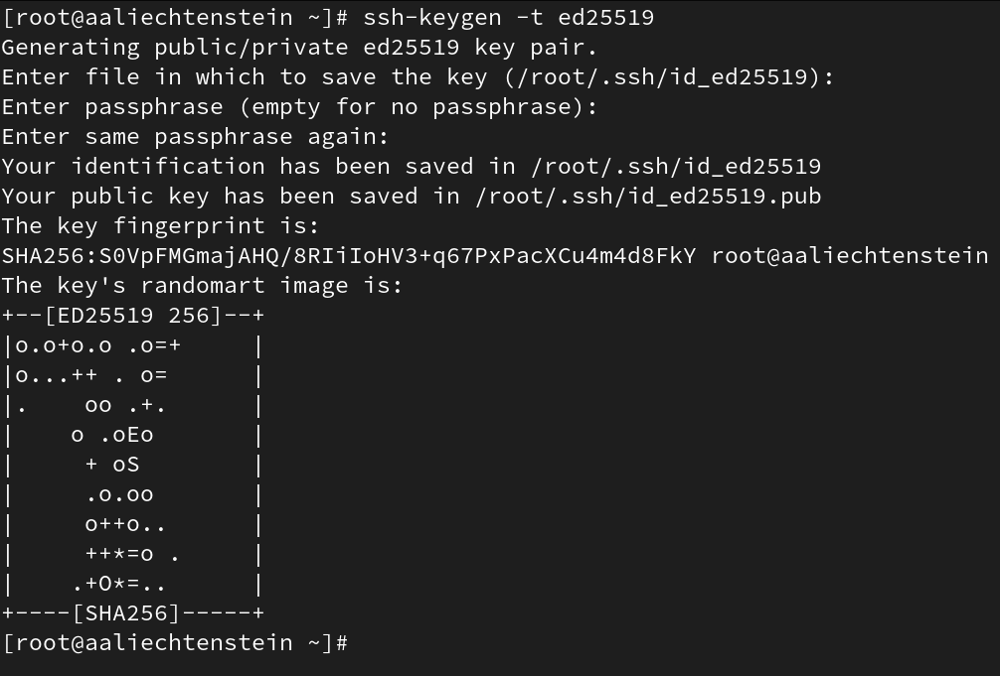 [root@aaliechtenstein ~]# ssh-keygen -t ed25519
Generating public/private ed25519 key pair.
Enter file in which to save the key (/root/.ssh/id_ed25519):
Enter passphrase (empty for no passphrase):
Enter same passphrase again:
Your identification has been saved in /root/.ssh/id_ed25519
Your public key has been saved in /root/.ssh/id_ed25519.pub
The key fingerprint is:
SHA256:S0VpFMGmajAHQ/8RIiIoHV3+q67PxPacXCu4m4d8FkY root@aaliechtenstein
The key's randomart image is:
+--[ED25519 256]--+
|o.o+o.o .o=+     |
|o...++ . o=      |
|.    oo .+.      |
|    o .oEo       |
|     + oS        |
|     .o.oo       |
|     o++o..      |
|     ++*=o .     |
|    .+O*=..      |
+----[SHA256]-----+
[root@aaliechtenstein ~]#